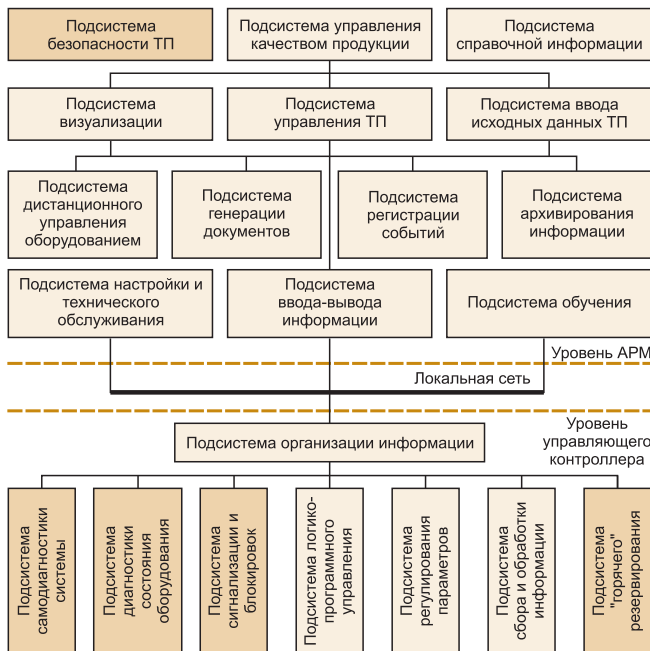 Подсистема
безопасности ТП
Подсистема управления
качеством продукции
Подсистема
справочной информации
Подсистема
визуализации
Подсистема
управления ТП
Подсистема ввода
исходных данных ТП
Подсистема
дистанционного
управления
оборудованием
Подсистема
генерации
документов
Подсистема
регистрации
событий
Подсистема
архивирования
информации
Подсистема настройки и
технического
обслуживания
Подсистема
ввода-вывода
информации
Подсистема обучения
Уровень АРМ
Локальная сеть
Уровень
управляющего
контроллера
Подсистема организации информации
Подсистема
самодиагностики
системы
Подсистема
диагностики
состояния
оборудования
Подсистема
сигнализации и
блокировок
Подсистема логико-
программного
управления
Подсистема
регулирования
параметров
Подсистема
сбора и обработки
информации
Подсистема
"горячего"
резервирования